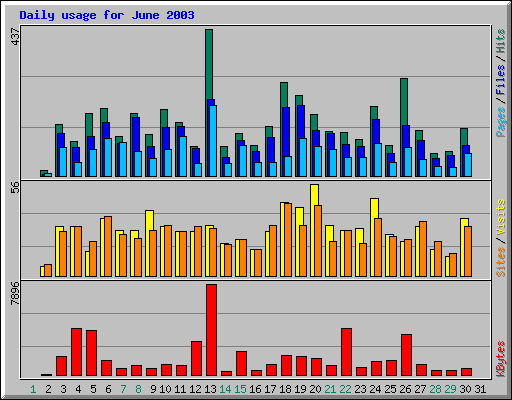 Daily usage for June 2003
437
Pages / Files / Hits
56
Sites / Visits
7896
KBytes
1 2 3 4 5 6 7 8 9 10 11 12 13 14 15 16 17 18 19 20 21 22 23 24 25 26 27 28 29 30 31